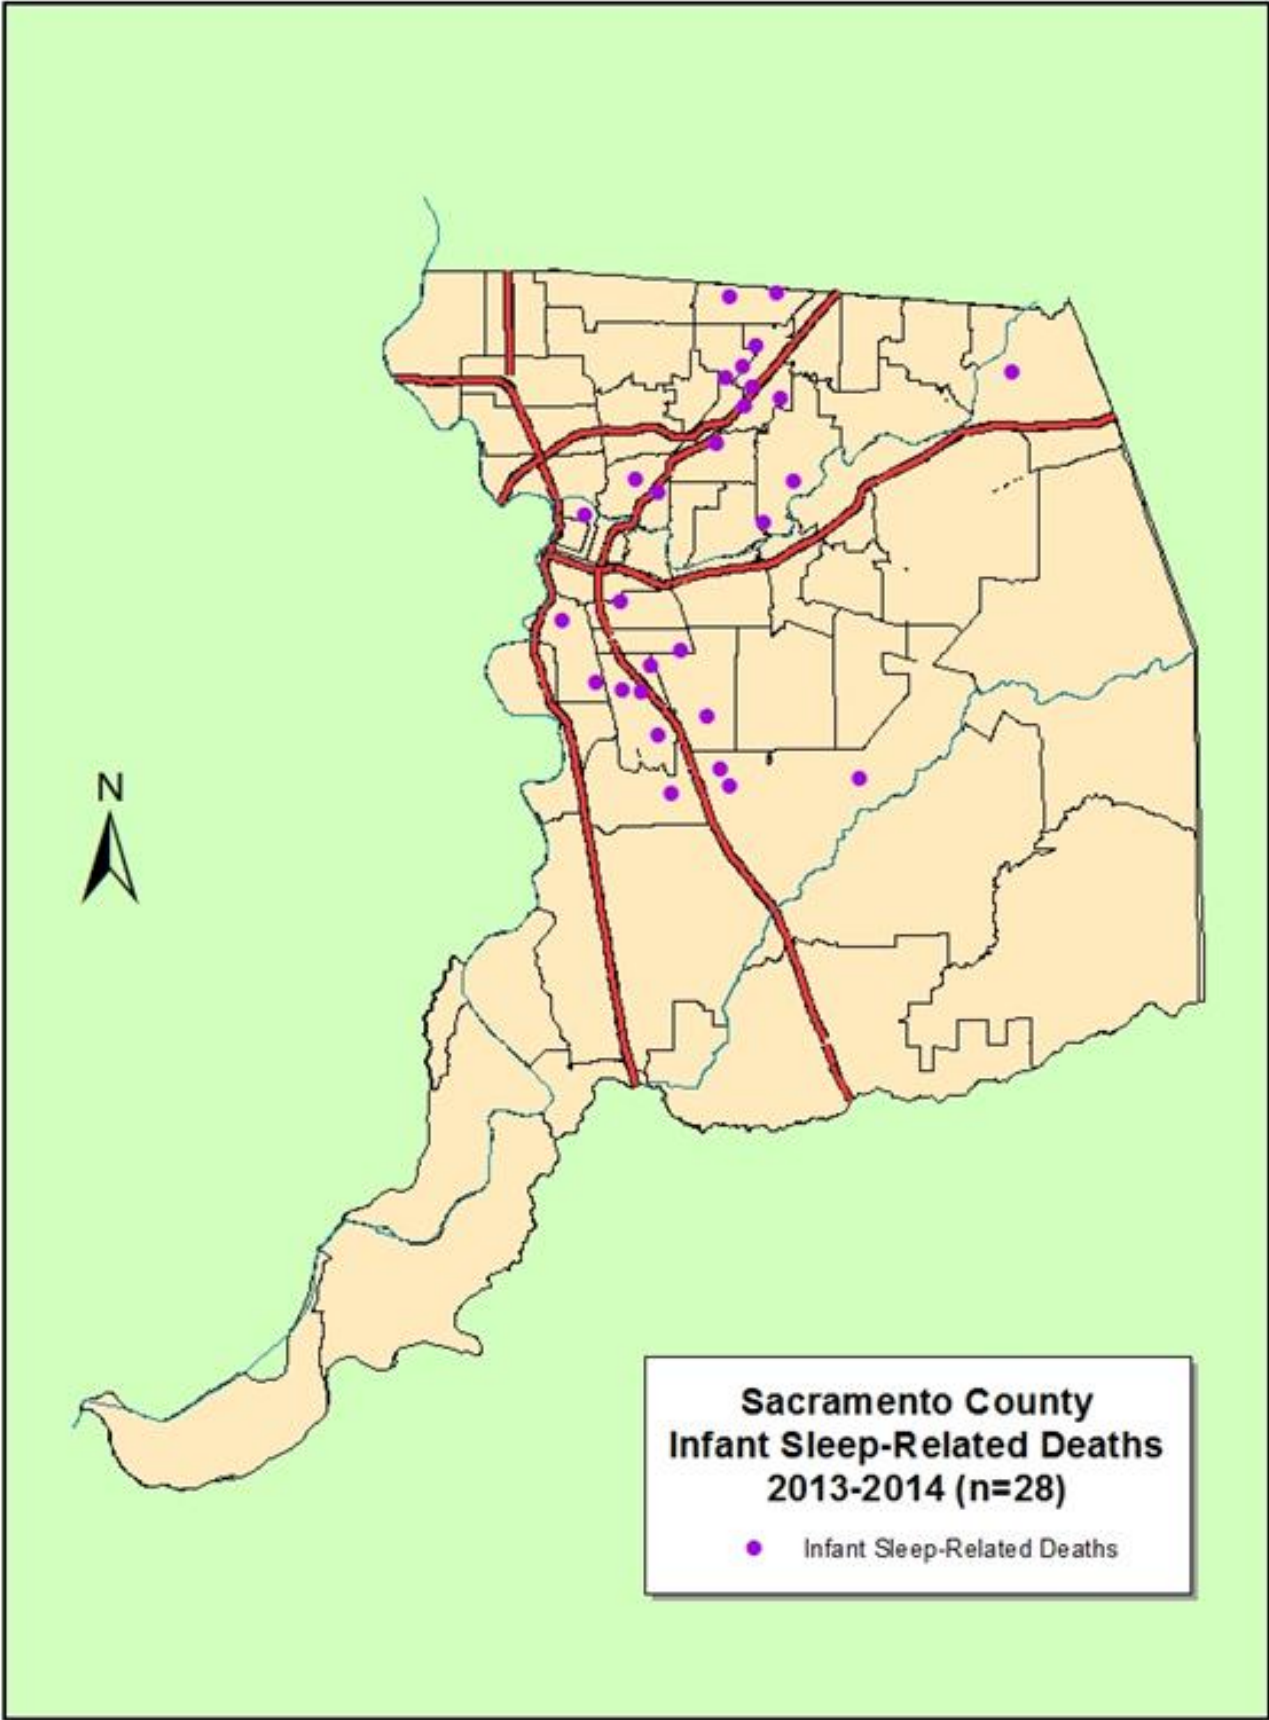 N
Sacramento County
Infant Sleep-Related Deaths
2013-2014 (n=28)
Infant Sleep-Related Deaths